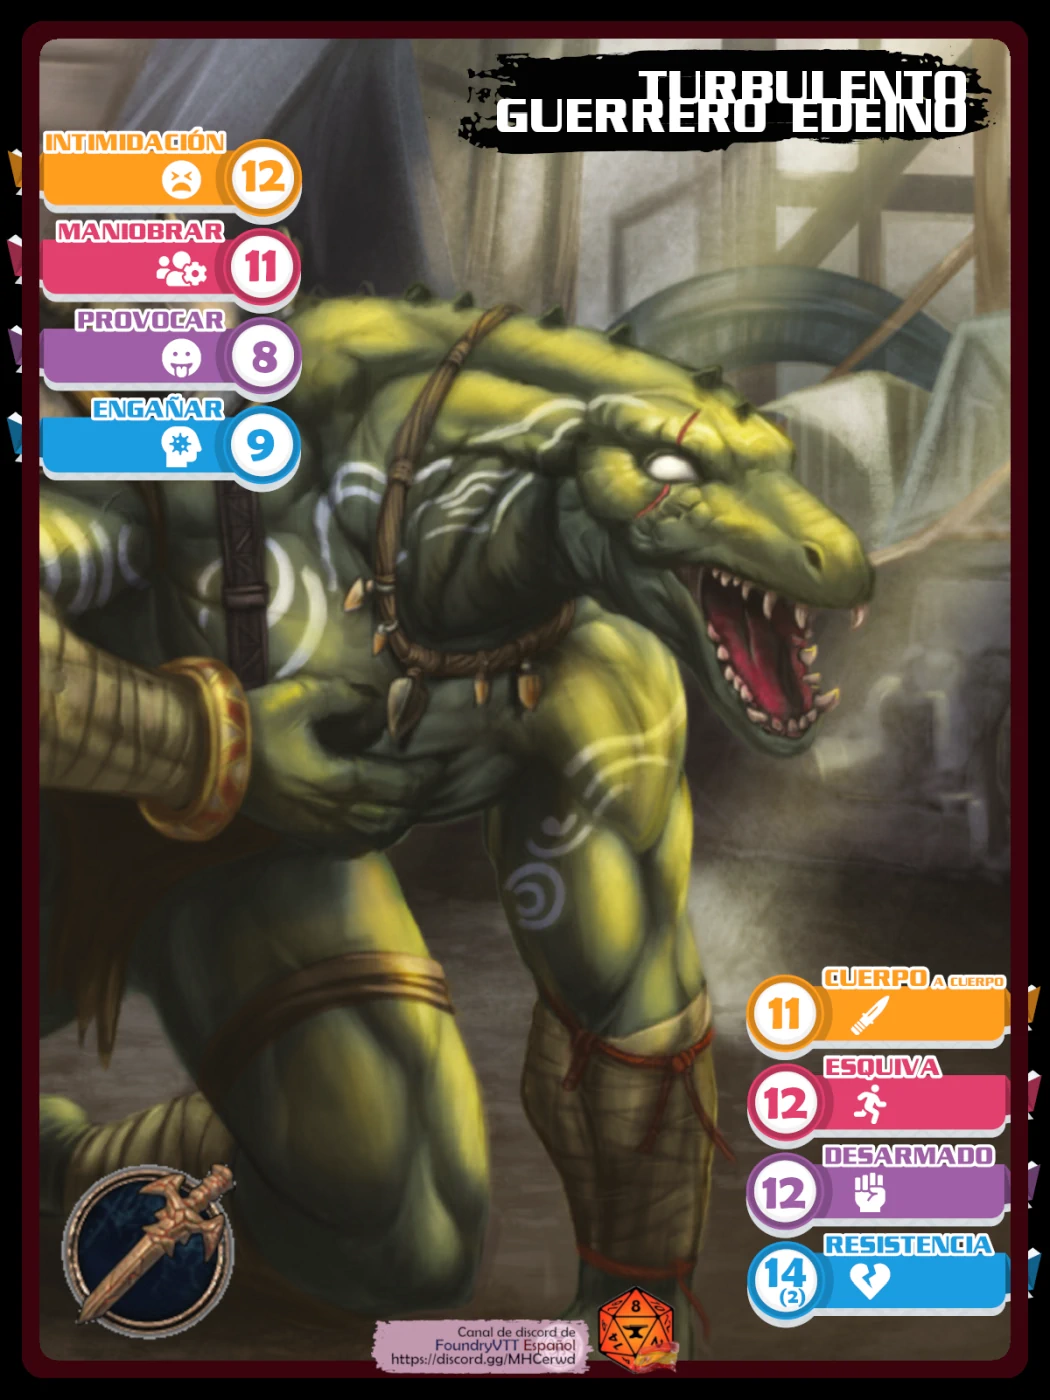 TURBULENTO
GUERRERO EDEINO
INTIMIDACIÓN
12
MANIOBRAR
11
PROVOCAR
8
ENGAÑAR
9
CUERPO A CUERPO
11
ESQUIVA
12
DESARMADO
12
RESISTENCIA
14
(2)
Canal de discord de
FoundryVTT Español
https://discord.gg/MHCerwd
8